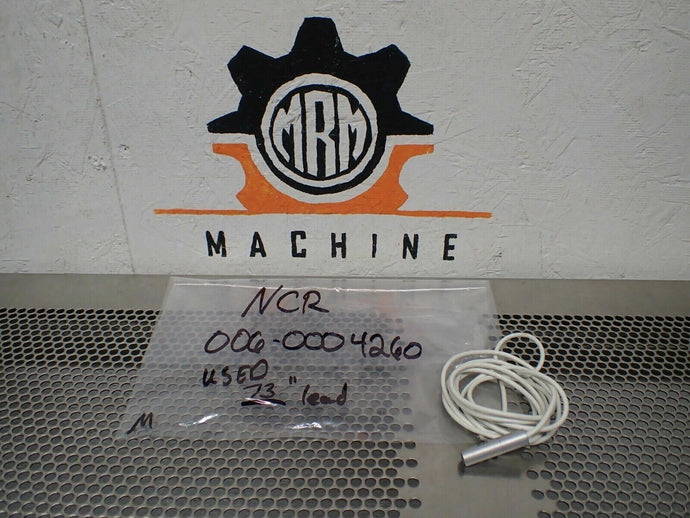 MRM
MACHINE
NCR
006-0004260
USED
73" lead
M